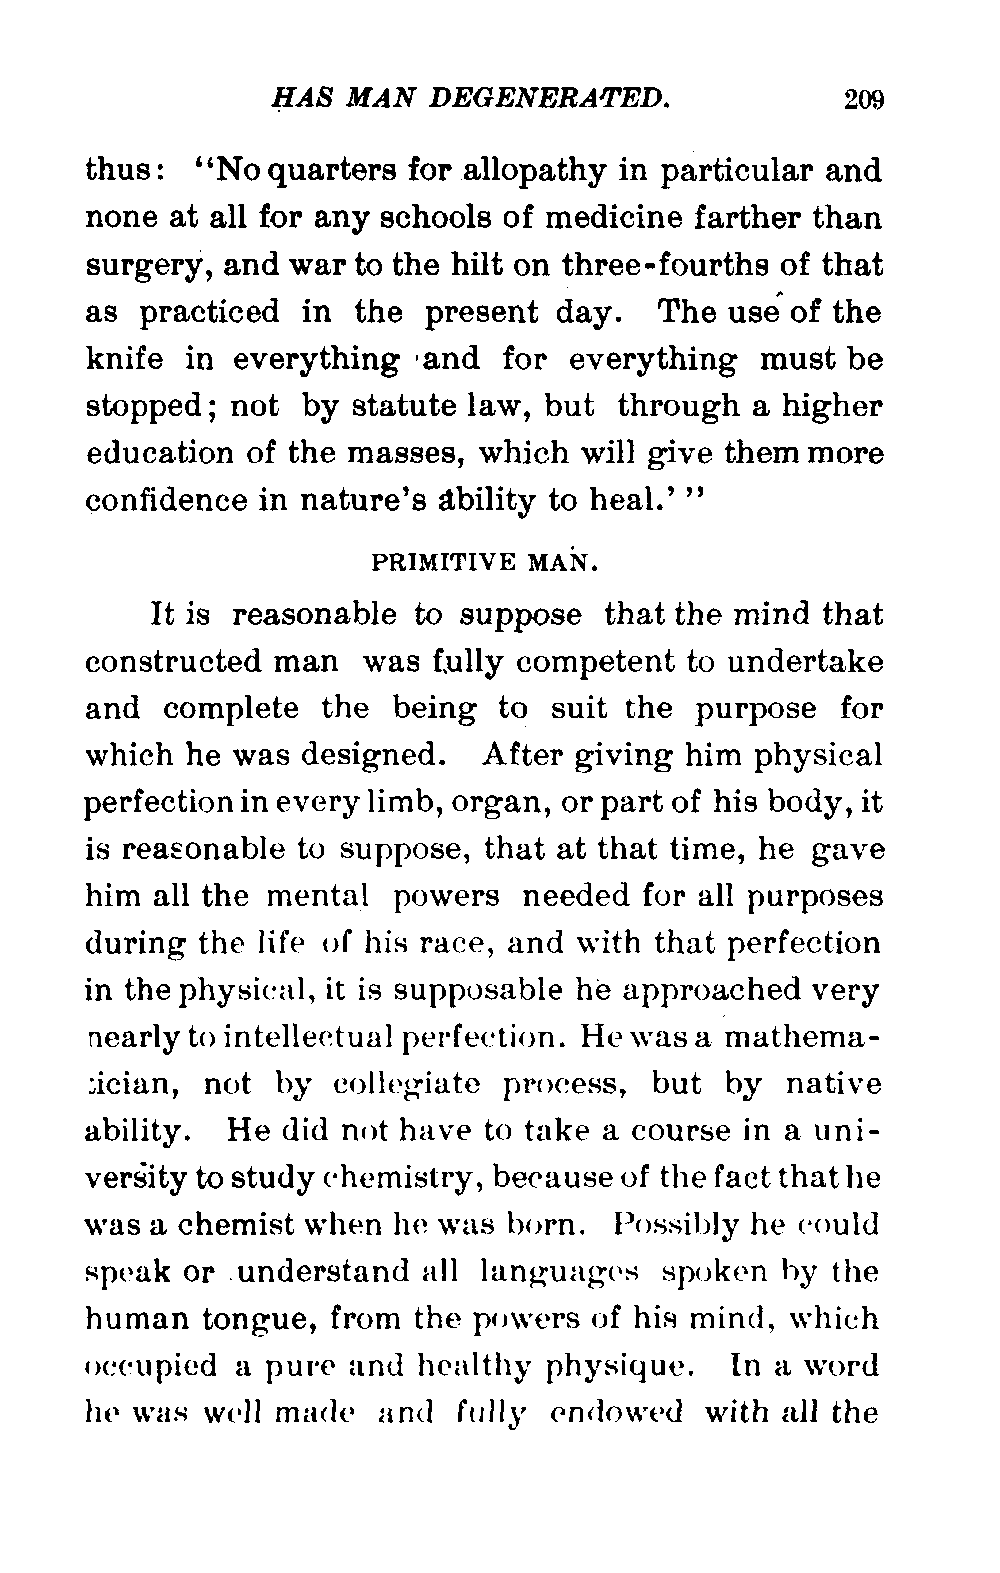 HAS MAN DEGENERATED. 209
thus: “No quarters for allopathy in particular and
none at all for any schools of medicine farther than
surgery, and war to the hilt on three-fourths of that
as practiced in the present day. The use of the
knife in everything and for everything must be
stopped; not by statute law, but through a higher
education of the masses, which will give them more
confidence in nature's ability to heal.’ ”
PRIMITIVE MAN.
It is reasonable to suppose that the mind that
constructed man was fully competent to undertake
and complete the being to suit the purpose for
which he was designed. After giving him physical
perfection in every limb, organ, or part of his body, it
is reasonable to suppose, that at that time, he gave
him all the mental powers needed for all purposes
during the life of his race, and with that perfection
in the physical, it is supposable he approached very
nearly to intellectual perfection. He was a mathema-
tician, not by collegiate process, but by native
ability. He did not have to take a course in a uni-
versity to study chemistry, because of the fact that he
was a chemist when he was born. Possibly he could
speak or understand all languages spoken by the
human tongue, from the powers of his mind, which
occupied a pure and healthy physique. In a word
he was well made and fully endowed with all the